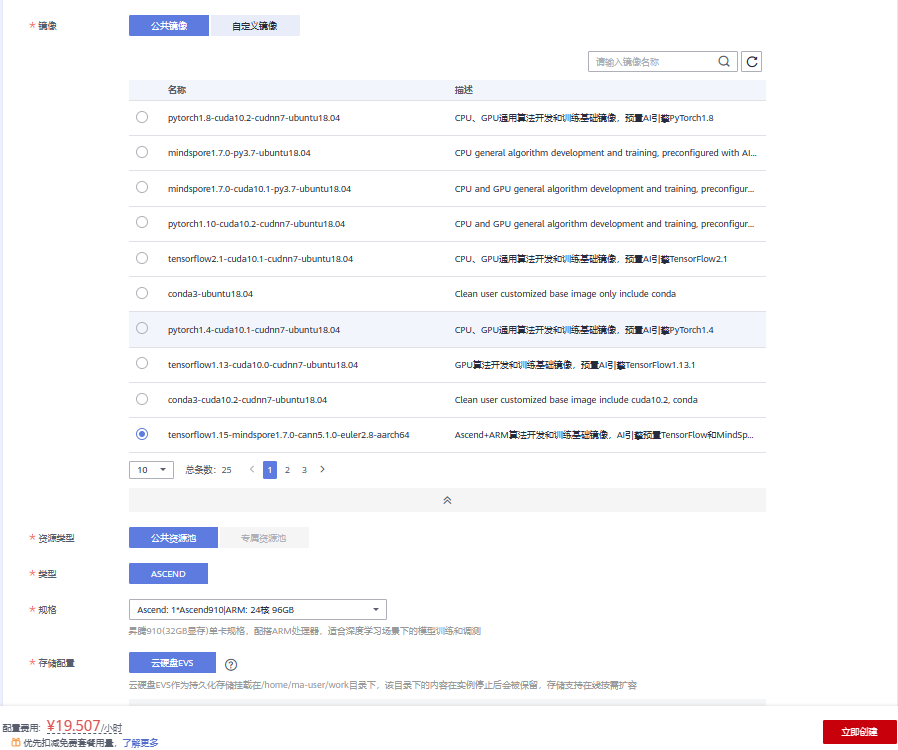 * 镜像 公共镜像 自定义镜像
请输入镜像名称
名称 描述
pytorch1.8-cuda10.2-cudnn7-ubuntu18.04 CPU、GPU通用算法开发和训练基础镜像，预置AI引擎PyTorch1.8
mindspore1.7.0-py3.7-ubuntu18.04 CPU general algorithm development and training, preconfigured with AI...
mindspore1.7.0-cuda10.1-py3.7-ubuntu18.04 CPU and GPU general algorithm development and training, preconfigur...
pytorch1.10-cuda10.2-cudnn7-ubuntu18.04 CPU and GPU general algorithm development and training, preconfigur...
tensorflow2.1-cuda10.1-cudnn7-ubuntu18.04 CPU、GPU通用算法开发和训练基础镜像，预置AI引擎TensorFlow2.1
conda3-ubuntu18.04 Clean user customized base image only include conda
pytorch1.4-cuda10.1-cudnn7-ubuntu18.04 CPU、GPU通用算法开发和训练基础镜像，预置AI引擎PyTorch1.4
tensorflow1.13-cuda10.0-cudnn7-ubuntu18.04 GPU算法开发和训练基础镜像，预置AI引擎TensorFlow1.13.1
conda3-cuda10.2-cudnn7-ubuntu18.04 Clean user customized base image include cuda10.2, conda
tensorflow1.15-mindspore1.7.0-cann5.1.0-euler2.8-aarch64 Ascend+ARM算法开发和训练基础镜像，AI引擎预置TensorFlow和MindSp...
10 总条数：25 < 1 2 3 >
* 资源类型 公共资源池 专属资源池
* 类型 ASCEND
* 规格 Ascend: 1*Ascend910|ARM: 24核 96GB
昇腾910(32GB显存)单卡规格，配搭ARM处理器，适合深度学习场景下的模型训练和调测
* 存储配置 云硬盘EVS ?
云硬盘EVS作为持久化存储挂载在/home/ma-user/work目录下，该目录下的内容在实例停止后会被保留，存储支持在线按需扩容
配置费用: ¥19.507/小时 立即创建
优先扣减免费套餐用量，了解更多